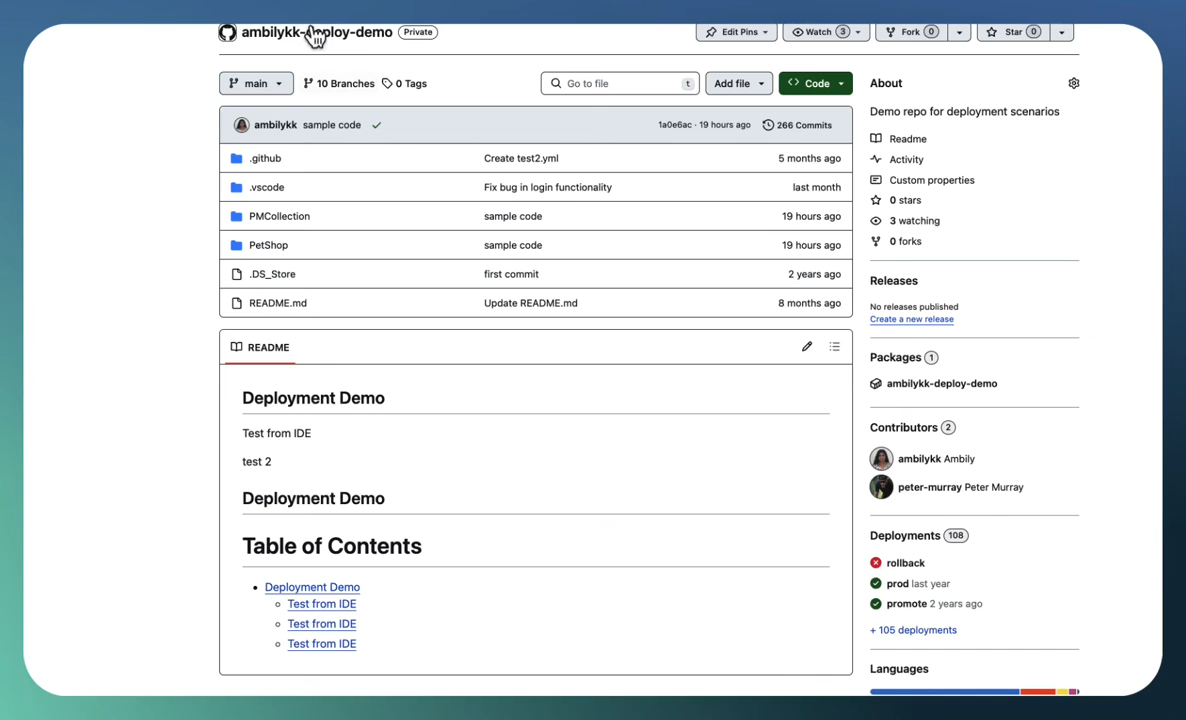 ambilykk-deploy-demo Private Edit Pins Watch 3 Fork 0 Star 0
main 10 Branches 0 Tags Go to file t Add file Code
ambilykk sample code 1a0e6ac · 19 hours ago 266 Commits
.github Create test2.yml 5 months ago
.vscode Fix bug in login functionality last month
PMCollection sample code 19 hours ago
PetShop sample code 19 hours ago
.DS_Store first commit 2 years ago
README.md Update README.md 8 months ago
README
Deployment Demo
Test from IDE
test 2
Deployment Demo
Table of Contents
Deployment Demo
Test from IDE
Test from IDE
Test from IDE
About
Demo repo for deployment scenarios
Readme
Activity
Custom properties
0 stars
3 watching
0 forks
Releases
No releases published
Create a new release
Packages 1
ambilykk-deploy-demo
Contributors 2
ambilykk Ambily
peter-murray Peter Murray
Deployments 108
rollback
prod last year
promote 2 years ago
+ 105 deployments
Languages